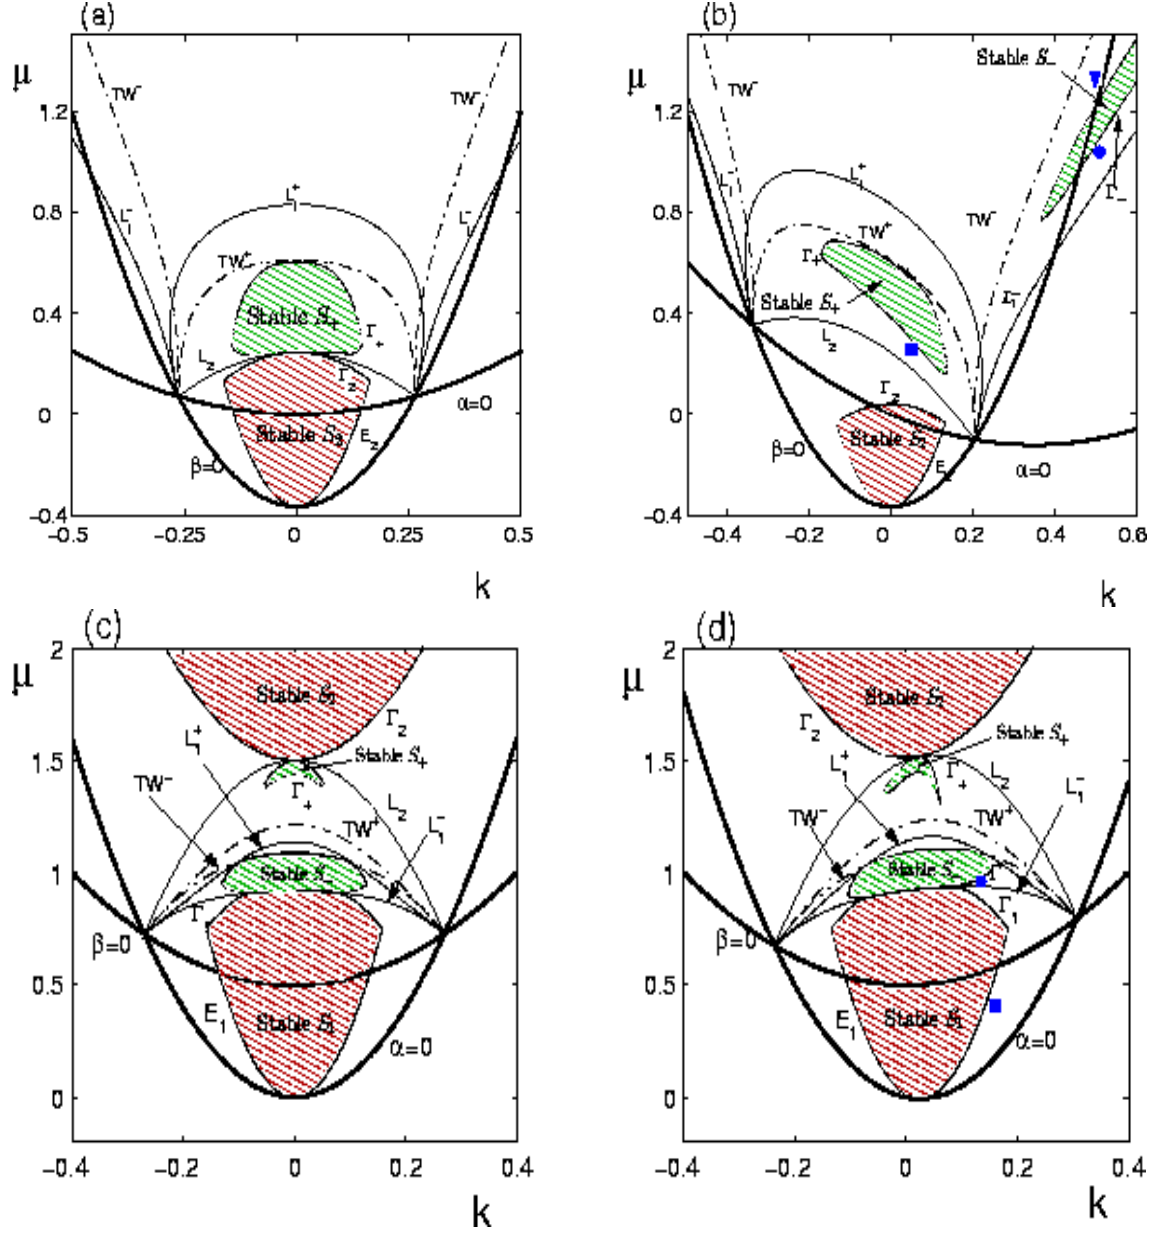 (a)
μ
1.2
0.8
0.4
0
−0.4
−0.5
−0.25
0
0.25
0.5
k
TW⁻
TW⁻
L₁⁺
L₁⁻
L₁⁻
TW⁺
Stable S₊
Γ₊
L₂
Γ₂
α=0
Stable S₂
E₂
β=0
(b)
μ
1.2
0.8
0.4
0
−0.4
−0.4
−0.2
0
0.2
0.4
0.6
k
Stable S₋
TW⁻
L₁⁺
L₁⁻
Γ₋
TW⁺
TW⁻
Γ₊
Stable S₊
L₁⁻
L₂
Γ₂
Stable S₂
β=0
α=0
(c)
μ
2
1.5
1
0.5
0
−0.4
−0.2
0
0.2
0.4
k
Stable S₂
Γ₂
L₁⁺
Stable S₊
TW⁻
Γ₊
L₂
TW⁺
L₁⁻
Stable S₋
Γ
β=0
E₁
Stable S₁
α=0
(d)
μ
2
1.5
1
0.5
0
−0.4
−0.2
0
0.2
0.4
k
Stable S₂
Γ₂
Stable S₊
L₁⁺
Γ₊
L₂
L₁⁻
TW⁻
TW⁺
Stable S₋
Γ₁
β=0
E₁
Stable S₁
α=0